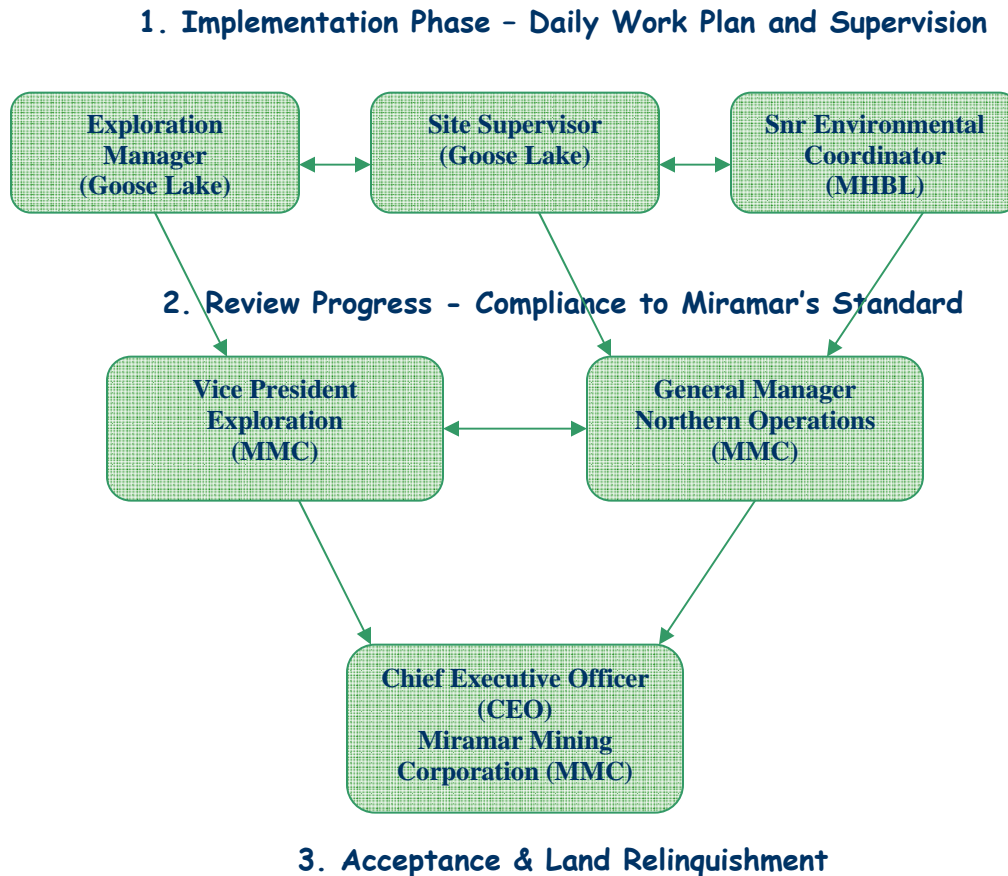 1. Implementation Phase – Daily Work Plan and Supervision
Exploration
Manager
(Goose Lake)
Site Supervisor
(Goose Lake)
Snr Environmental
Coordinator
(MHBL)
2. Review Progress - Compliance to Miramar’s Standard
Vice President
Exploration
(MMC)
General Manager
Northern Operations
(MMC)
Chief Executive Officer
(CEO)
Miramar Mining
Corporation (MMC)
3. Acceptance & Land Relinquishment